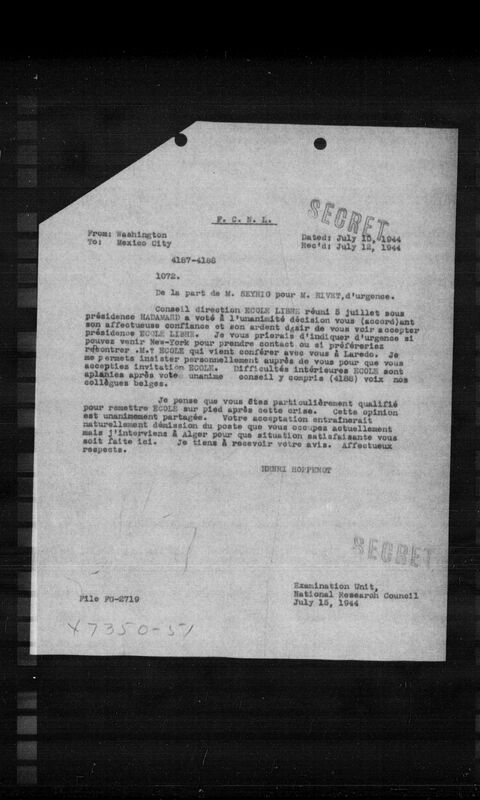 F. C. N. L.
SECRET
From: Washington
To: Mexico City
Dated: July 10, 1944
Rec'd: July 12, 1944
4187-4188
1072.
De la part de M. SEYRIG pour M. RIVET,d'urgence.
Conseil direction ECOLE LIBRE réuni 5 juillet sous
présidence HADAMARD a voté à l'unanimité décision vous (accord)ant
son affectueuse confiance et son ardent desir de vous voir accepter
présidence ECOLE LIBRE. Je vous prierais d'indiquer d'urgence si
pouvez venir New-York pour prendre contact ou si préféreriez
rencontrer .M.T ECOLE qui vient conférer avec vous à Laredo. Je
me permets insister personnellement auprès de vous pour que vous
acceptiez invitation ECOLE. Difficultés intérieures ECOLE sont
aplanies après vote unanime conseil y compris (4188) voix nos
collègues belges.
Je pense que vous êtes particulièrement qualifié
pour remettre ECOLE sur pied après cette crise. Cette opinion
est unanimement partagée. Votre acceptation entraînerait
naturellement démission du poste que vous occupez actuellement
mais j'interviens à Alger pour que situation satisfaisante vous
soit faite ici. Je tiens à recevoir votre avis. Affectueux
respects.
HENRI HOPPENOT
SECRET
Examination Unit,
National Research Council
July 15, 1944
File FG-2719
X7350-51